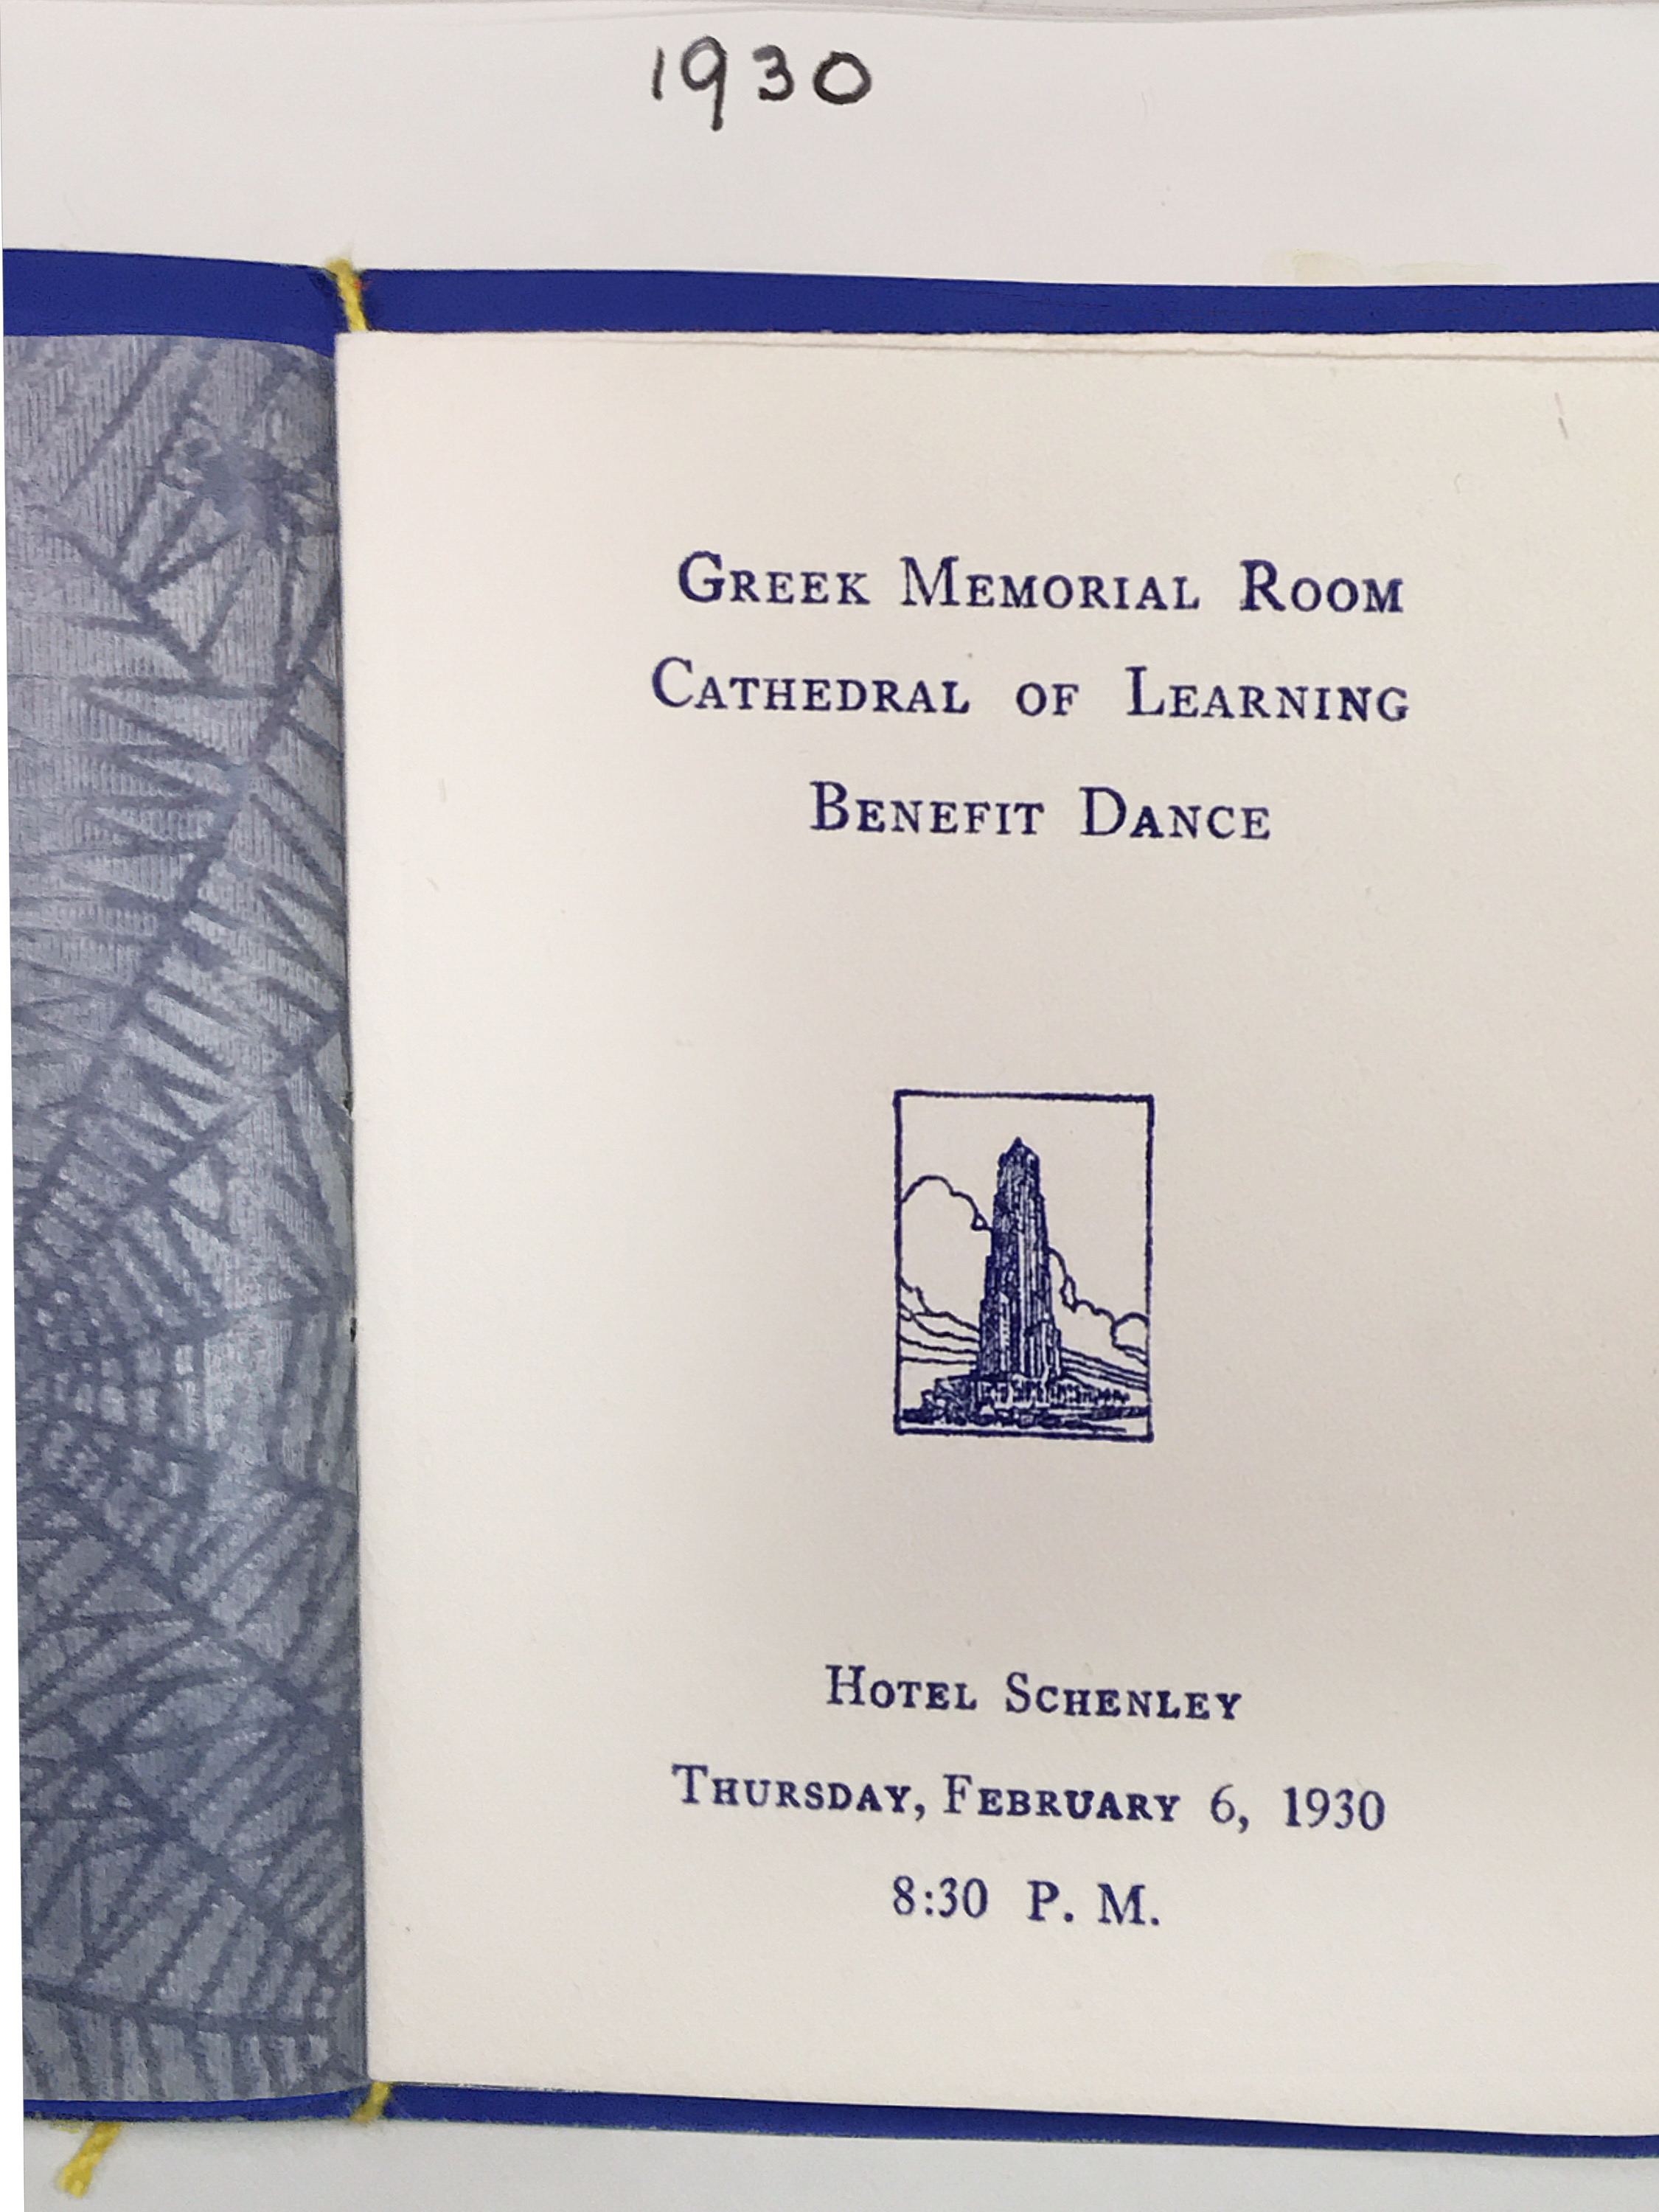 1930
Greek Memorial Room
Cathedral of Learning
Benefit Dance
Hotel Schenley
Thursday, February 6, 1930
8:30 P. M.